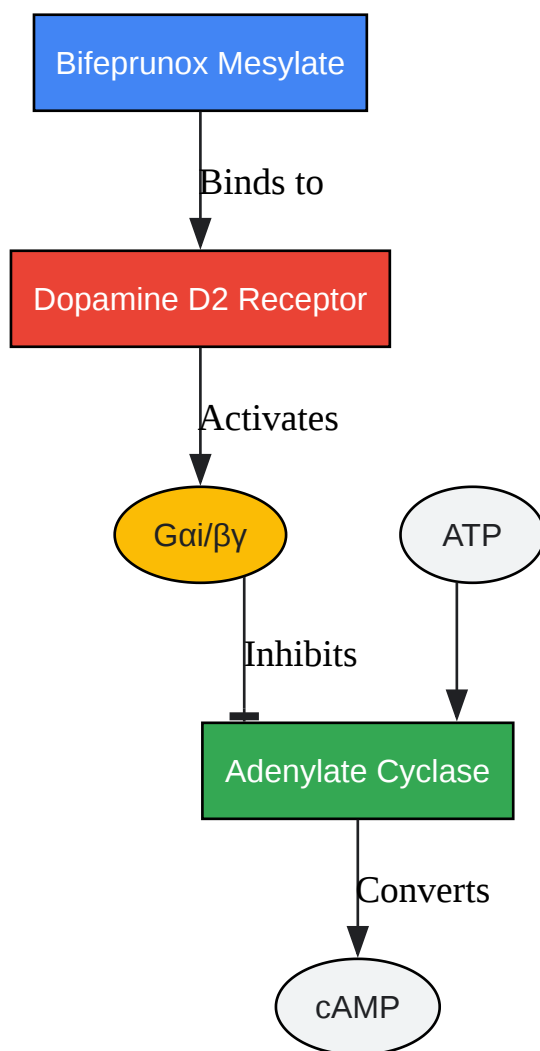 Bifeprunox Mesylate
Binds to
Dopamine D2 Receptor
Activates
Gαi/βγ
ATP
Inhibits
Adenylate Cyclase
Converts
cAMP